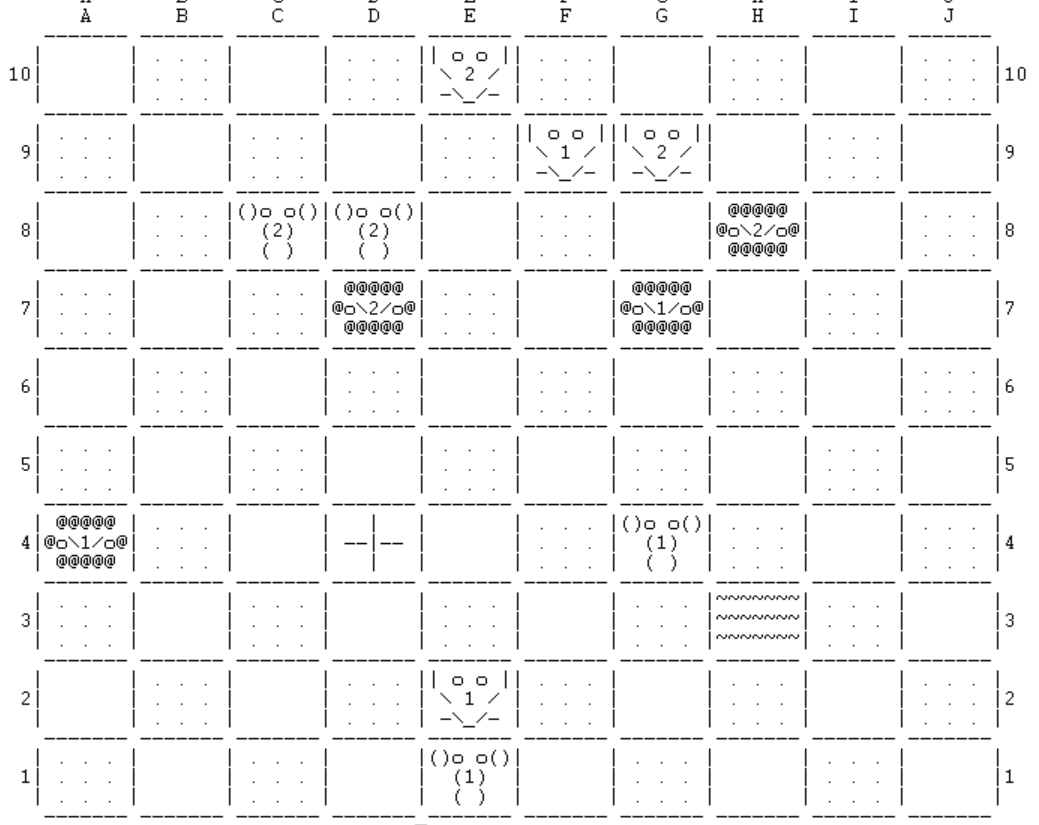 A B C D E F G H I J
| o o |
10 \ 2 / 10
-\_/-
| o o | | o o |
9 \ 1 / \ 2 / 9
-\_/- -\_/-
()o o() ()o o() @@@@@
8 (2) (2) @o\2/o@ 8
( ) ( ) @@@@@
@@@@@ @@@@@
7 @o\2/o@ @o\1/o@ 7
@@@@@ @@@@@
6 6
5 5
@@@@@ | ()o o()
4 @o\1/o@ --|-- (1) 4
@@@@@ | ( )
~~~~~~~
3 ~~~~~~~ 3
~~~~~~~
| o o |
2 \ 1 / 2
-\_/-
()o o()
1 (1) 1
( )